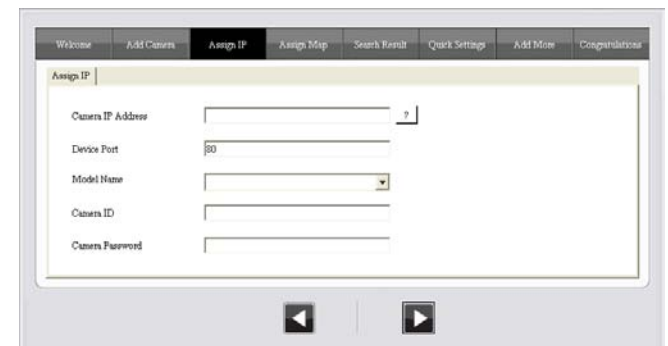 Welcome Add Camera Assign IP Assign Map Search Result Quick Settings Add More Congratulations
Assign IP
Camera IP Address ?
Device Port 80
Model Name
Camera ID
Camera Password